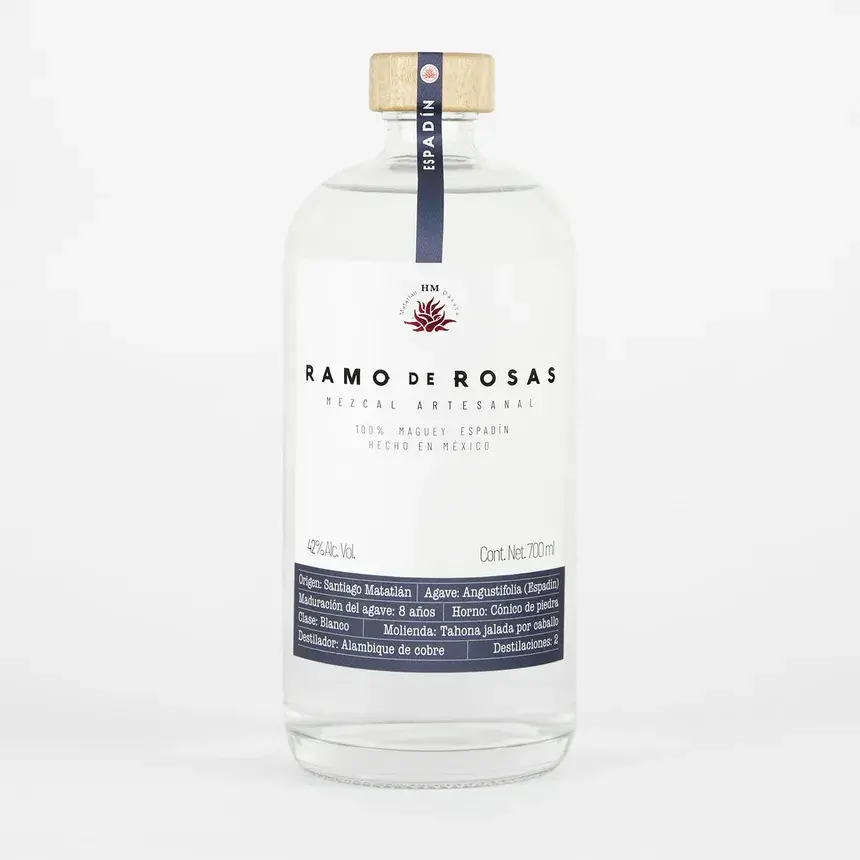 ESPADÍN
HM
Matatlán Oaxaca
RAMO DE ROSAS
MEZCAL ARTESANAL
100% MAGUEY ESPADÍN
HECHO EN MÉXICO
42% Alc. Vol. Cont. Net. 700 ml
Origen: Santiago Matatlán Agave: Angustifolia (Espadín)
Maduración del agave: 8 años Horno: Cónico de piedra
Clase: Blanco Molienda: Tahona jalada por caballo
Destilador: Alambique de cobre Destilaciones: 2